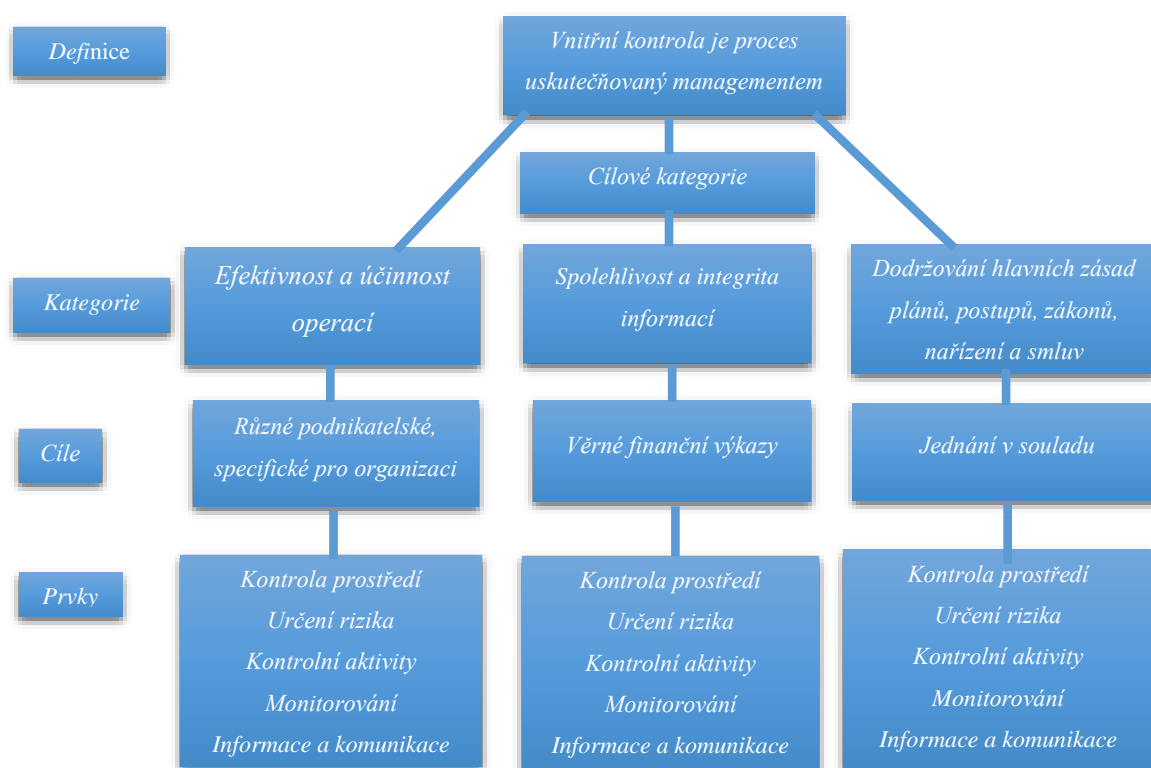 Definice
Vnitřní kontrola je proces
uskutečňovaný managementem
Cílové kategorie
Kategorie
Efektivnost a účinnost
operací
Spolehlivost a integrita
informací
Dodržování hlavních zásad
plánů, postupů, zákonů,
nařízení a smluv
Cíle
Různé podnikatelské,
specifické pro organizaci
Věrné finanční výkazy
Jednání v souladu
Prvky
Kontrola prostředí
Určení rizika
Kontrolní aktivity
Monitorování
Informace a komunikace
Kontrola prostředí
Určení rizika
Kontrolní aktivity
Monitorování
Informace a komunikace
Kontrola prostředí
Určení rizika
Kontrolní aktivity
Monitorování
Informace a komunikace